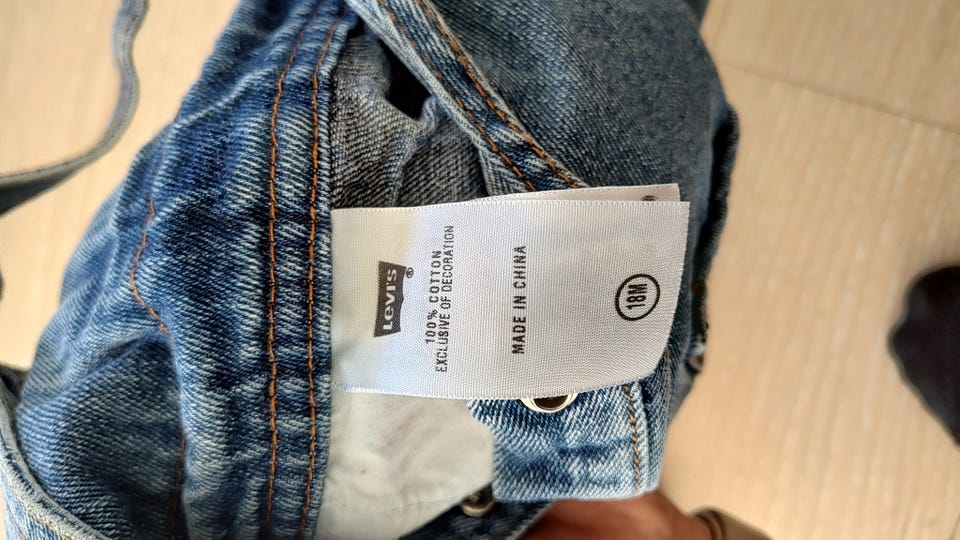 Levi's®
100% COTTON
EXCLUSIVE OF DECORATION
MADE IN CHINA
18M